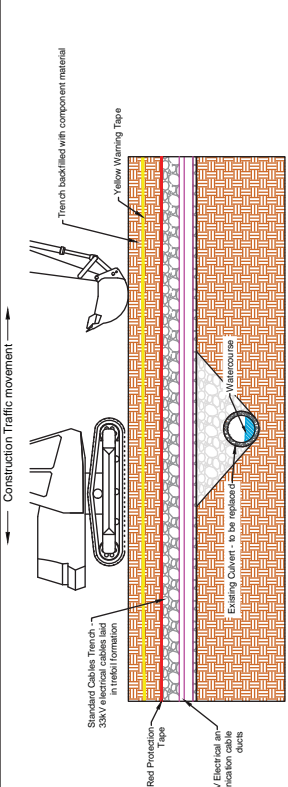 Construction Traffic movement
Trench backfilled with component material
Yellow Warning Tape
Standard Cables Trench -
33kV electrical cables laid
in trefoil formation
Red Protection
Tape
Existing Culvert - to be replaced
Watercourse
V Electrical an
nication cable
ducts